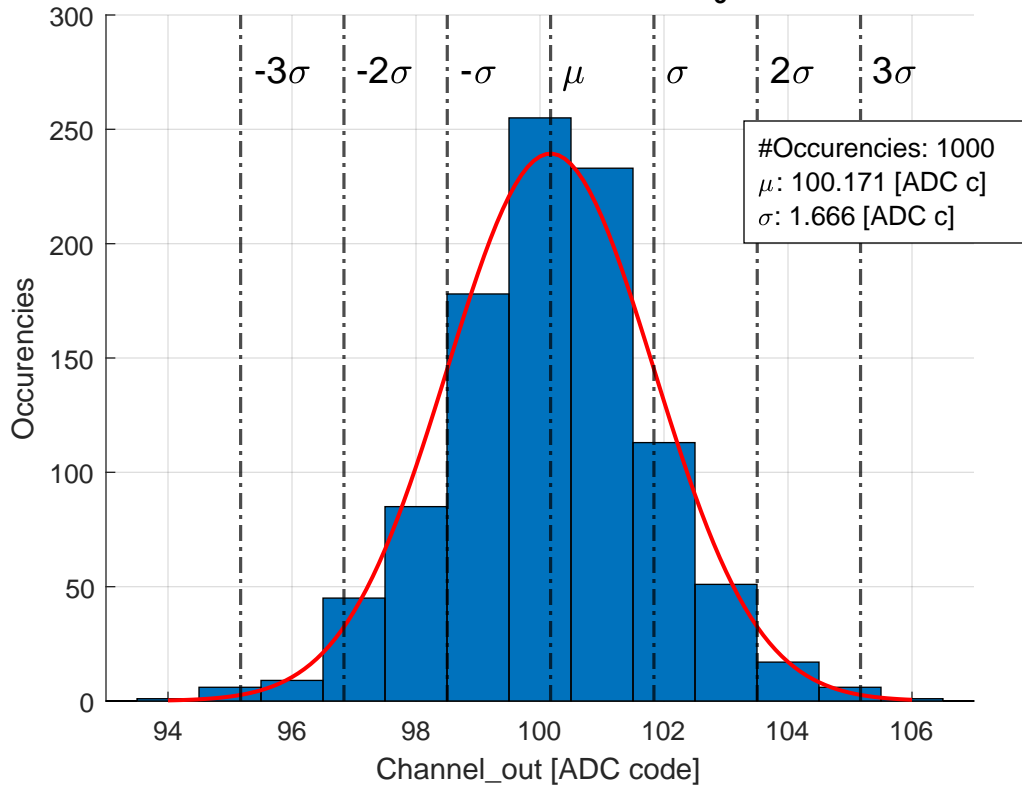 300
-3σ -2σ -σ μ σ 2σ 3σ
250
#Occurencies: 1000
μ: 100.171 [ADC c]
σ: 1.666 [ADC c]
200
150
100
50
0
Occurencies
94 96 98 100 102 104 106
Channel_out [ADC code]